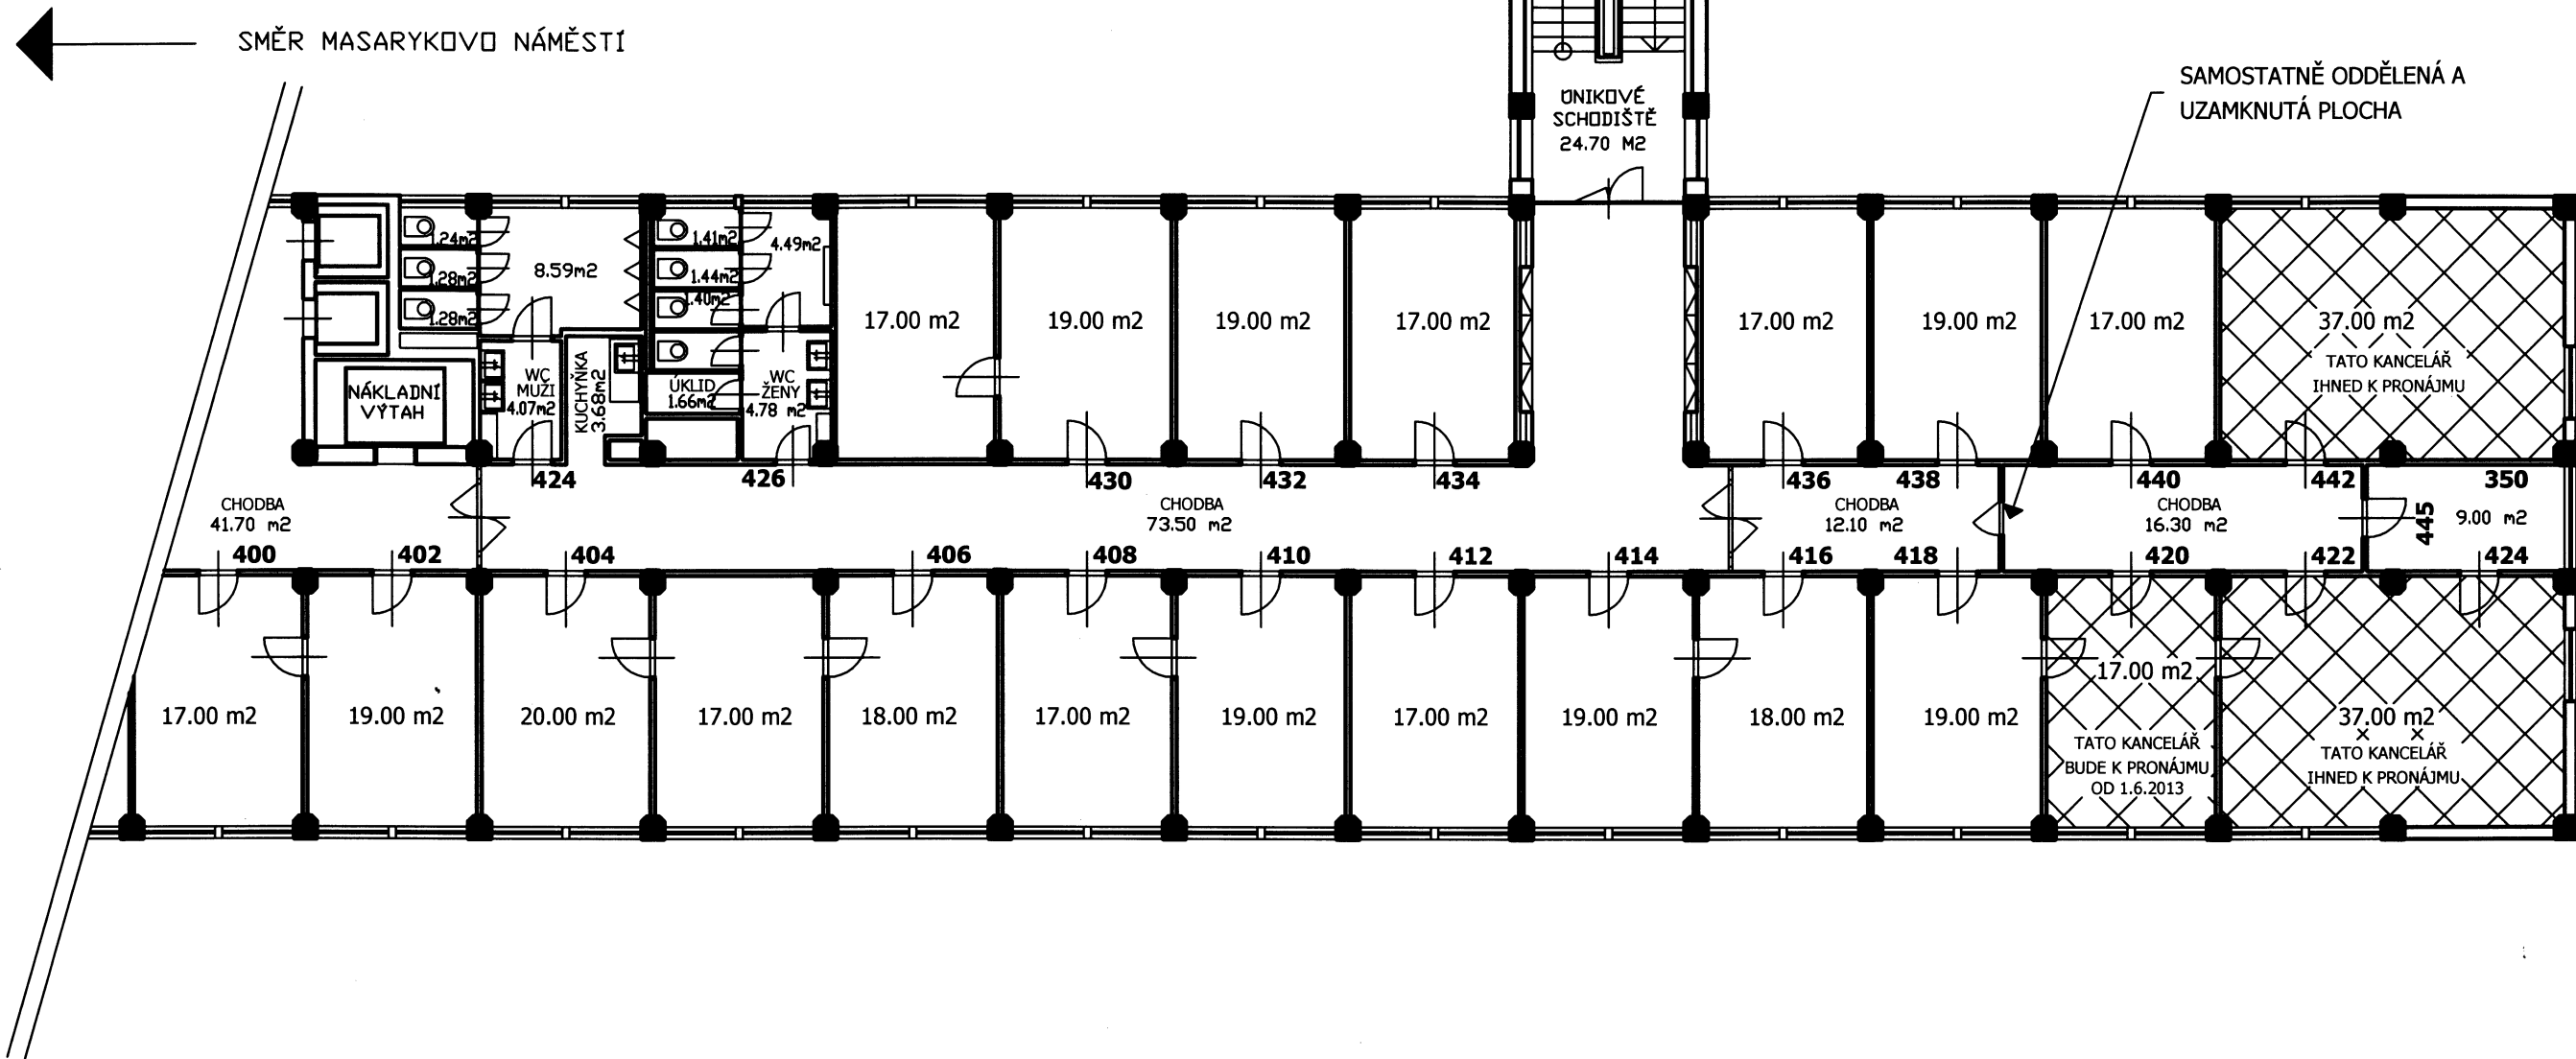 SMĚR MASARYKOVO NÁMĚSTÍ
SAMOSTATNĚ ODDĚLENÁ A
UZAMKNUTÁ PLOCHA
ÚNIKOVÉ
SCHODIŠTĚ
24.70 M2
1.24m2
1.28m2
1.28m2
8.59m2
1.41m2
1.44m2
1.40m2
4.49m2
NÁKLADNÍ
VÝTAH
WC
MUŽI
4.07m2
KUCHYŇKA
3.68m2
ÚKLID
1.66m2
WC
ŽENY
4.78 m2
17.00 m2
19.00 m2
19.00 m2
17.00 m2
17.00 m2
19.00 m2
17.00 m2
37.00 m2
TATO KANCELÁŘ
IHNED K PRONÁJMU
424
426
430
432
434
436
438
440
442
350
CHODBA
41.70 m2
CHODBA
73.50 m2
CHODBA
12.10 m2
CHODBA
16.30 m2
445
9.00 m2
400
402
404
406
408
410
412
414
416
418
420
422
424
17.00 m2
19.00 m2
20.00 m2
17.00 m2
18.00 m2
17.00 m2
19.00 m2
17.00 m2
19.00 m2
18.00 m2
19.00 m2
17.00 m2
TATO KANCELÁŘ
BUDE K PRONÁJMU
OD 1.6.2013
37.00 m2
TATO KANCELÁŘ
IHNED K PRONÁJMU